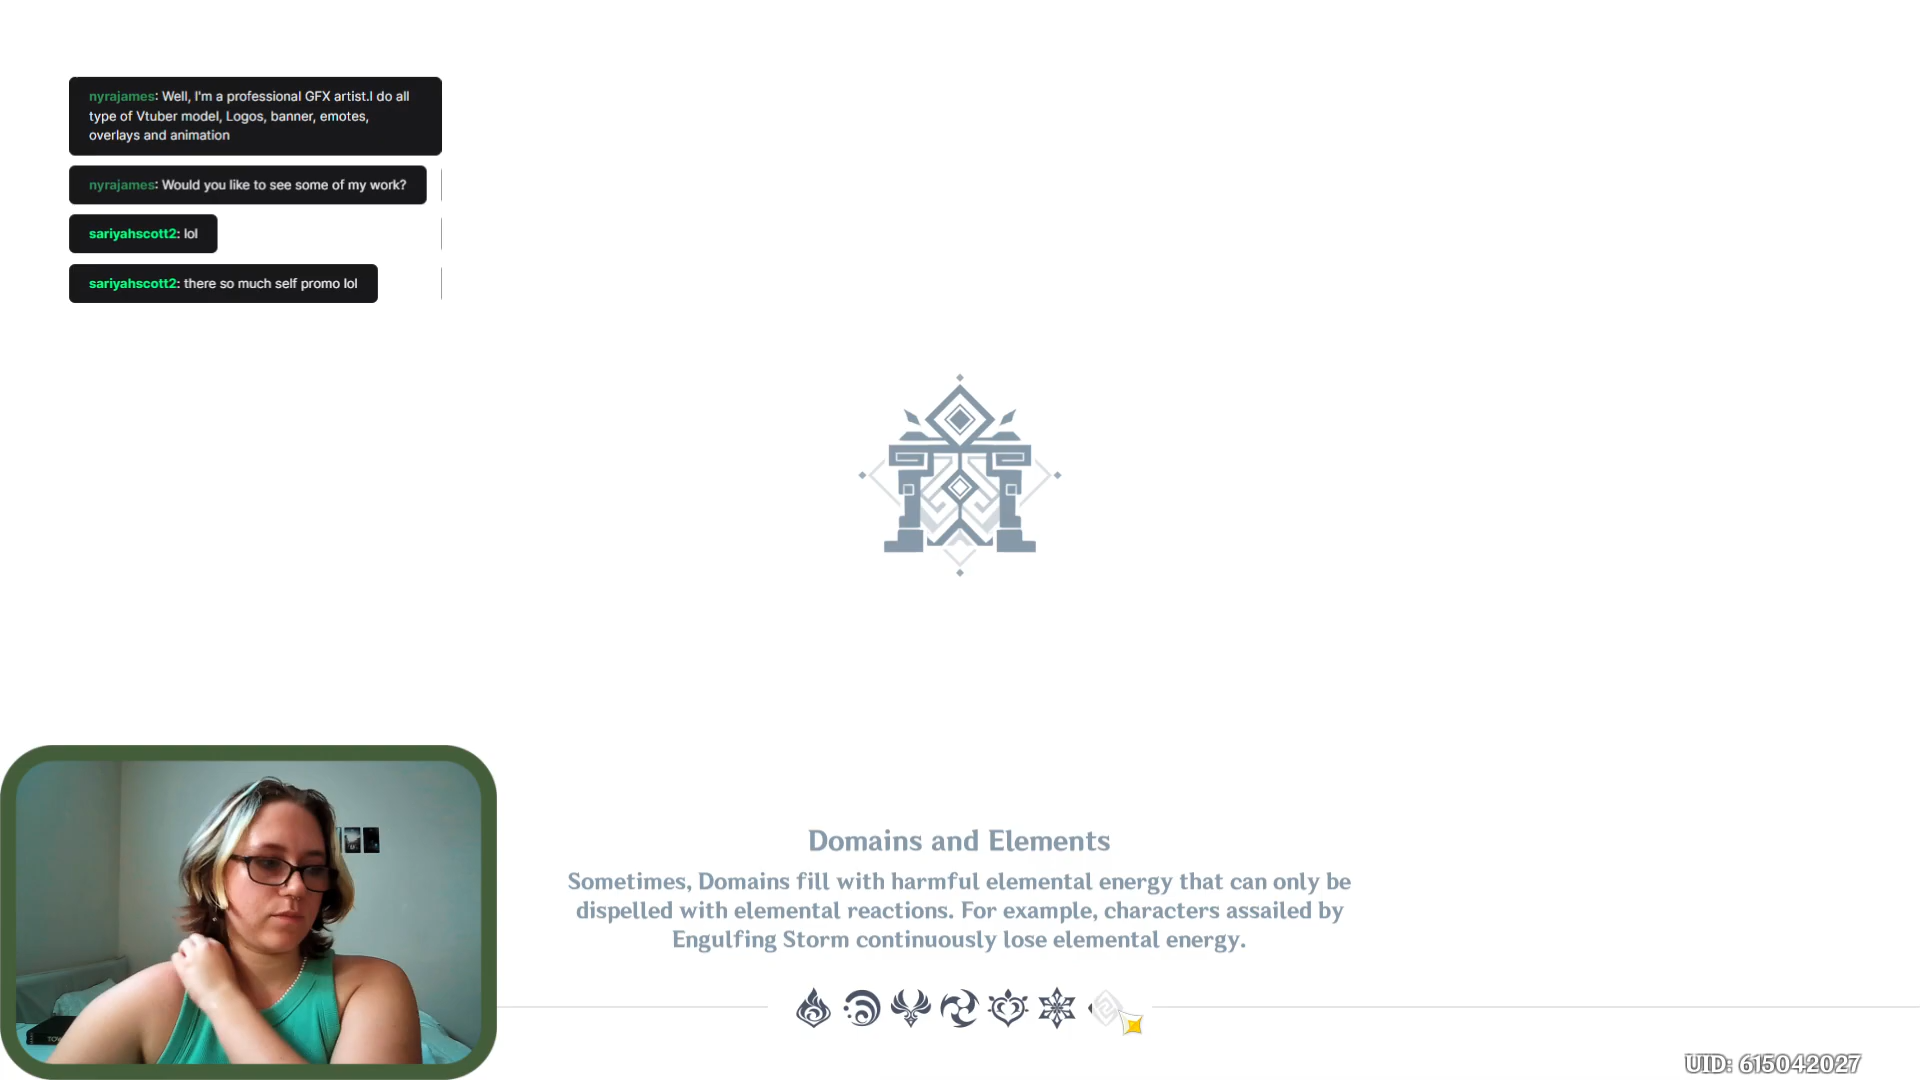 nyrajames: Well, I'm a professional GFX artist.I do all
type of Vtuber model, Logos, banner, emotes,
overlays and animation
nyrajames: Would you like to see some of my work?
sariyahscott2: lol
sariyahscott2: there so much self promo lol
Domains and Elements
Sometimes, Domains fill with harmful elemental energy that can only be
dispelled with elemental reactions. For example, characters assailed by
Engulfing Storm continuously lose elemental energy.
UID: 615042027